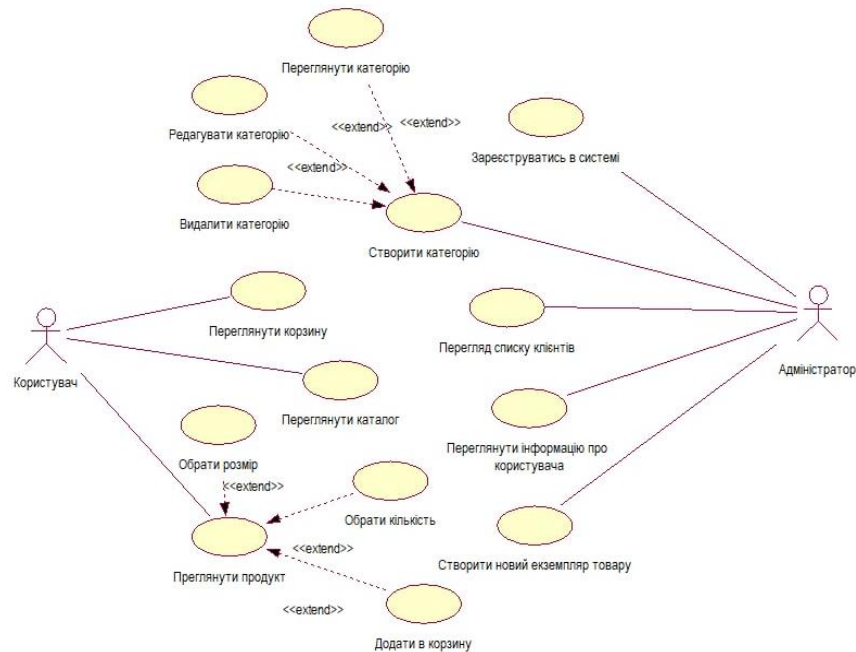 Переглянути категорію
<<extend>>
<<extend>>
Редагувати категорію
Зареєструватись в системі
<<extend>>
Видалити категорію
Створити категорію
Переглянути корзину
Перегляд списку клієнтів
Користувач
Адміністратор
Переглянути каталог
Переглянути інформацію про
користувача
Обрати розмір
<<extend>>
Обрати кількість
<<extend>>
Преглянути продукт
Створити новий екземпляр товару
<<extend>>
Додати в корзину